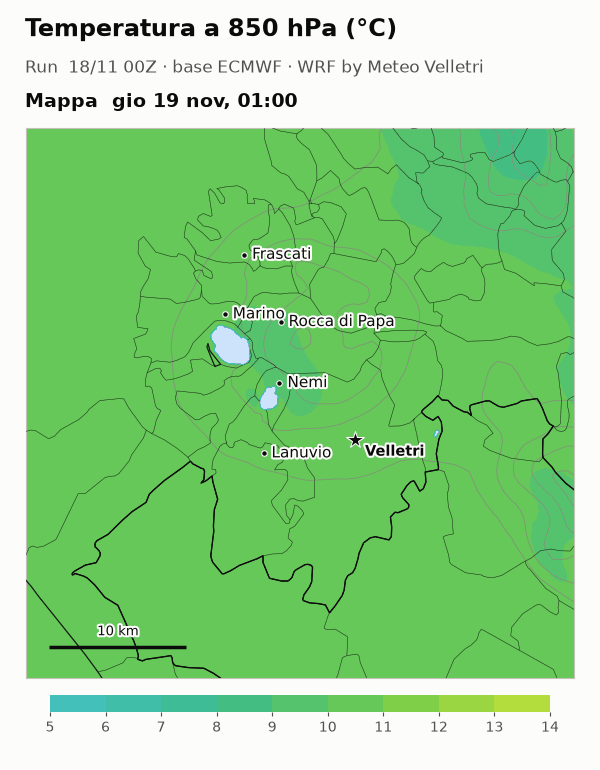 Temperatura a 850 hPa (°C)
Run  18/11 00Z · base ECMWF · WRF by Meteo Velletri
Mappa  gio 19 nov, 01:00
Frascati
Marino
Rocca di Papa
Nemi
Velletri
Lanuvio
10 km
5 6 7 8 9 10 11 12 13 14